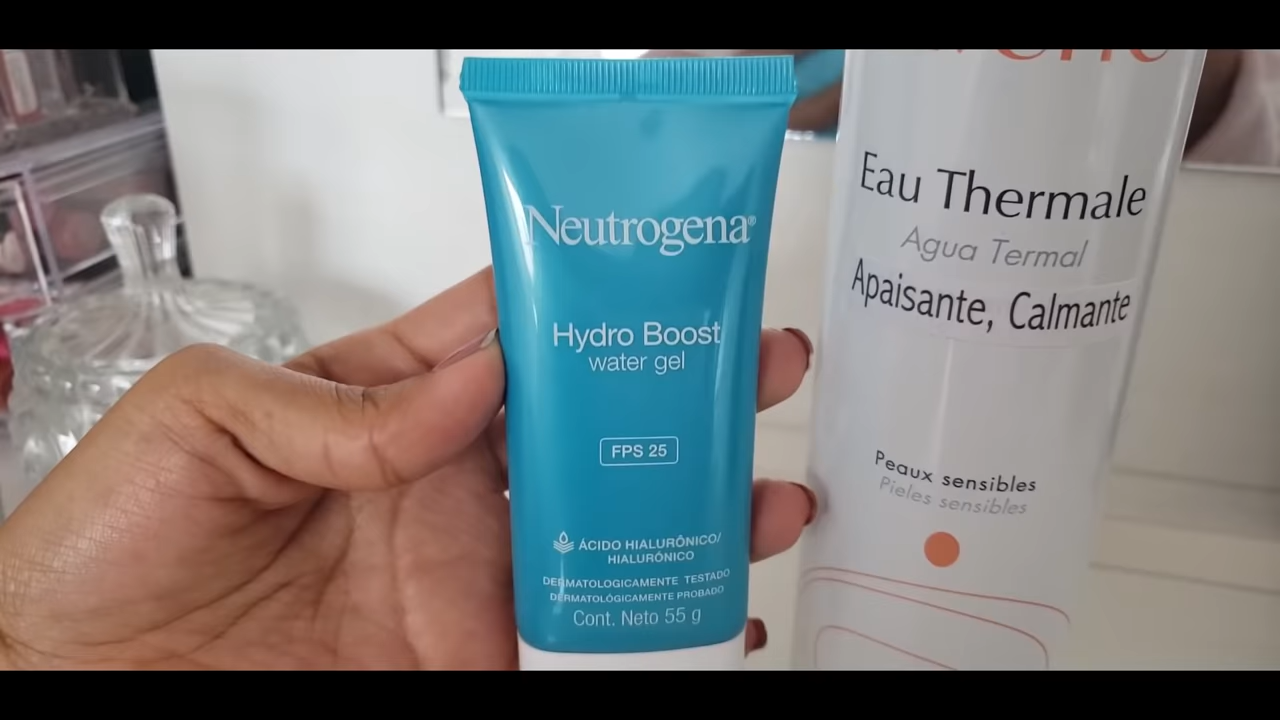 Neutrogena®
Hydro Boost
water gel
FPS 25
ÁCIDO HIALURÔNICO/
HIALURÓNICO
DERMATOLOGICAMENTE TESTADO
DERMATOLÓGICAMENTE PROBADO
Cont. Neto 55 g
Eau Thermale
Agua Termal
Apaisante, Calmante
Peaux sensibles
Pieles sensibles